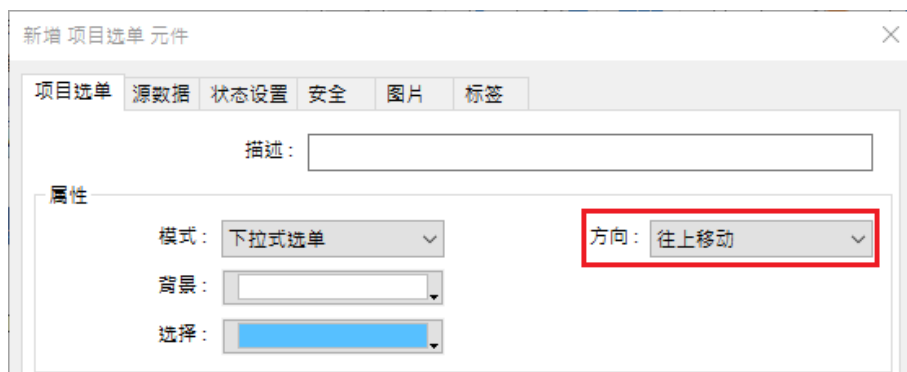 新增 项目选单 元件
项目选单 源数据 状态设置 安全 图片 标签
描述：
属性
模式： 下拉式选单 方向： 往上移动
背景：
选择：